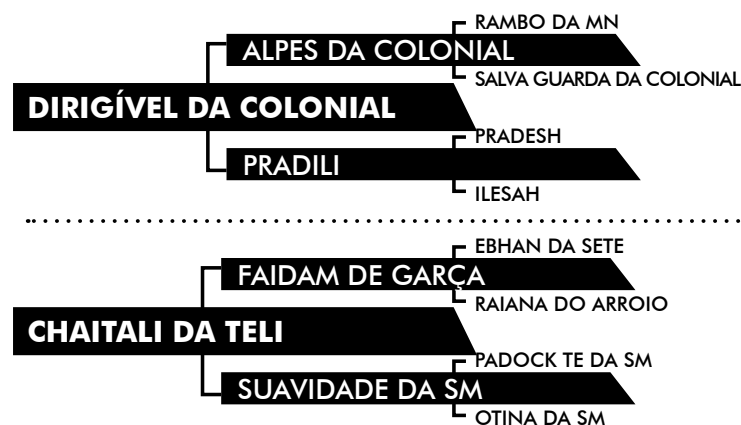 RAMBO DA MN
ALPES DA COLONIAL
SALVA GUARDA DA COLONIAL
DIRIGÍVEL DA COLONIAL
PRADESH
PRADILI
ILESAH
EBHAN DA SETE
FAIDAM DE GARÇA
RAIANA DO ARROIO
CHAITALI DA TELI
PADOCK TE DA SM
SUAVIDADE DA SM
OTINA DA SM